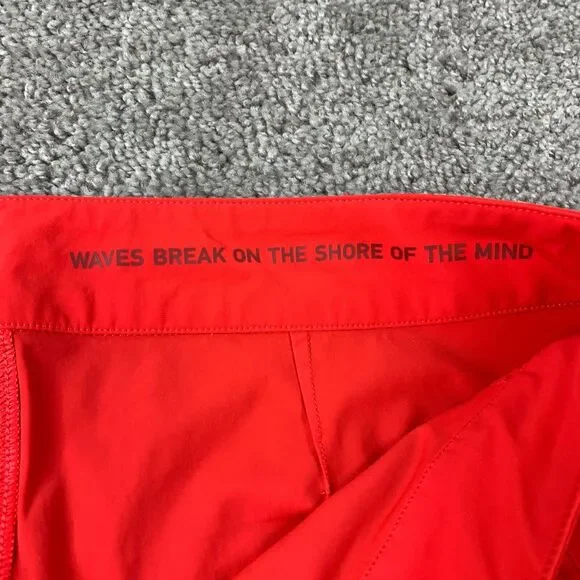 WAVES BREAK ON THE SHORE OF THE MIND